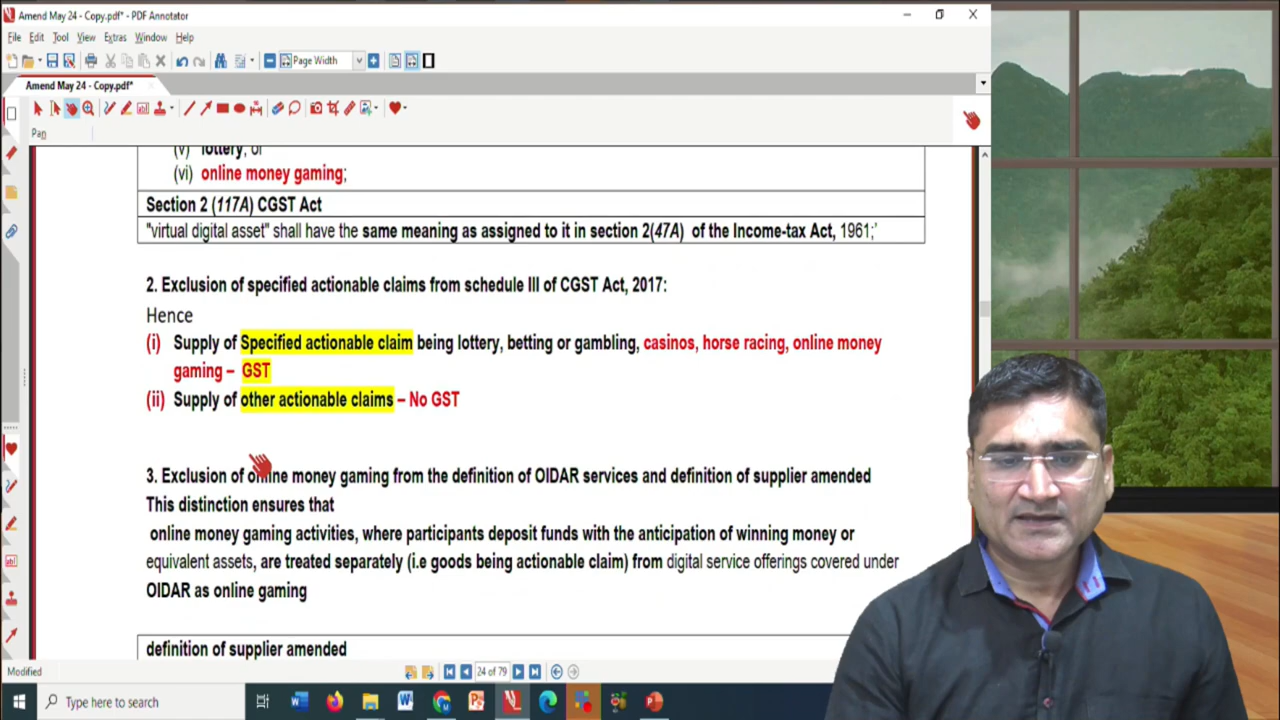 Amend May 24 - Copy.pdf* - PDF Annotator
File Edit Tool View Extras Window Help
Page Width
Amend May 24 - Copy.pdf*
Pan
(v) lottery; or
(vi) online money gaming;
Section 2 (117A) CGST Act
"virtual digital asset" shall have the same meaning as assigned to it in section 2(47A) of the Income-tax Act, 1961;'
2. Exclusion of specified actionable claims from schedule III of CGST Act, 2017:
Hence
(i) Supply of Specified actionable claim being lottery, betting or gambling, casinos, horse racing, online money
gaming – GST
(ii) Supply of other actionable claims – No GST
3. Exclusion of online money gaming from the definition of OIDAR services and definition of supplier amended
This distinction ensures that
online money gaming activities, where participants deposit funds with the anticipation of winning money or
equivalent assets, are treated separately (i.e goods being actionable claim) from digital service offerings covered under
OIDAR as online gaming
definition of supplier amended
Modified
24 of 79
Type here to search